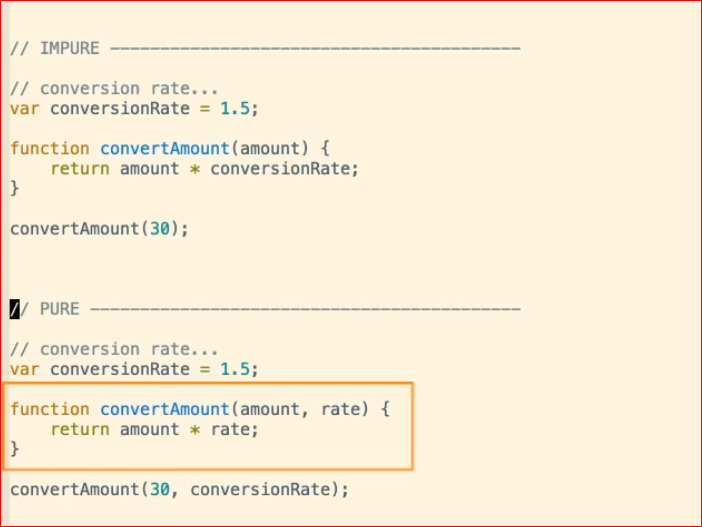 // IMPURE -----------------------------------------
// conversion rate...
var conversionRate = 1.5;
function convertAmount(amount) {
    return amount * conversionRate;
}
convertAmount(30);
// PURE -------------------------------------------
// conversion rate...
var conversionRate = 1.5;
function convertAmount(amount, rate) {
    return amount * rate;
}
convertAmount(30, conversionRate);